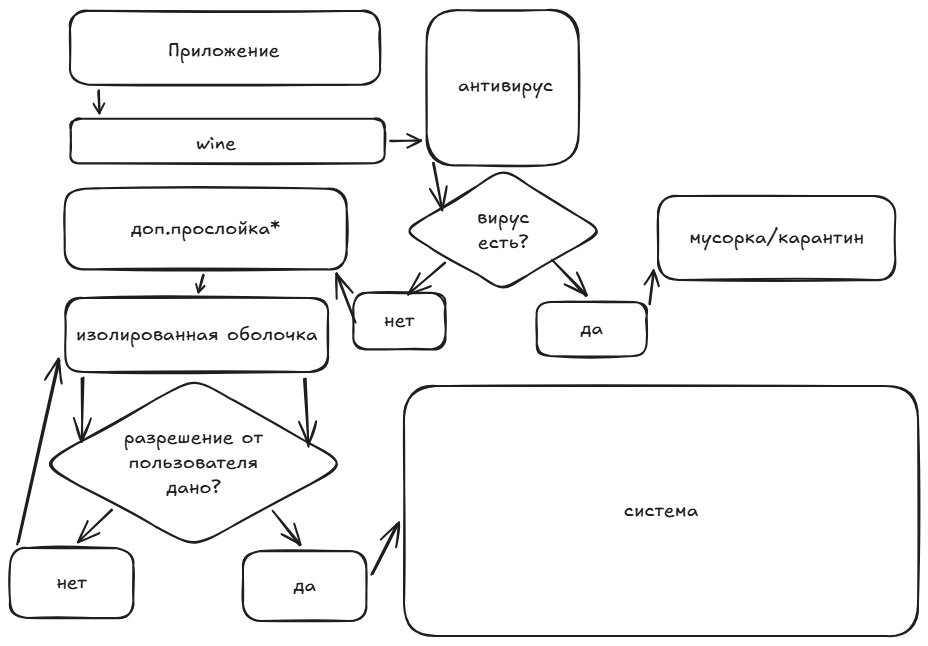 Приложение
антивирус
wine
вирус
есть?
доп.прослойка*
мусорка/карантин
нет
да
изолированная оболочка
разрешение от
пользователя
дано?
система
нет
да